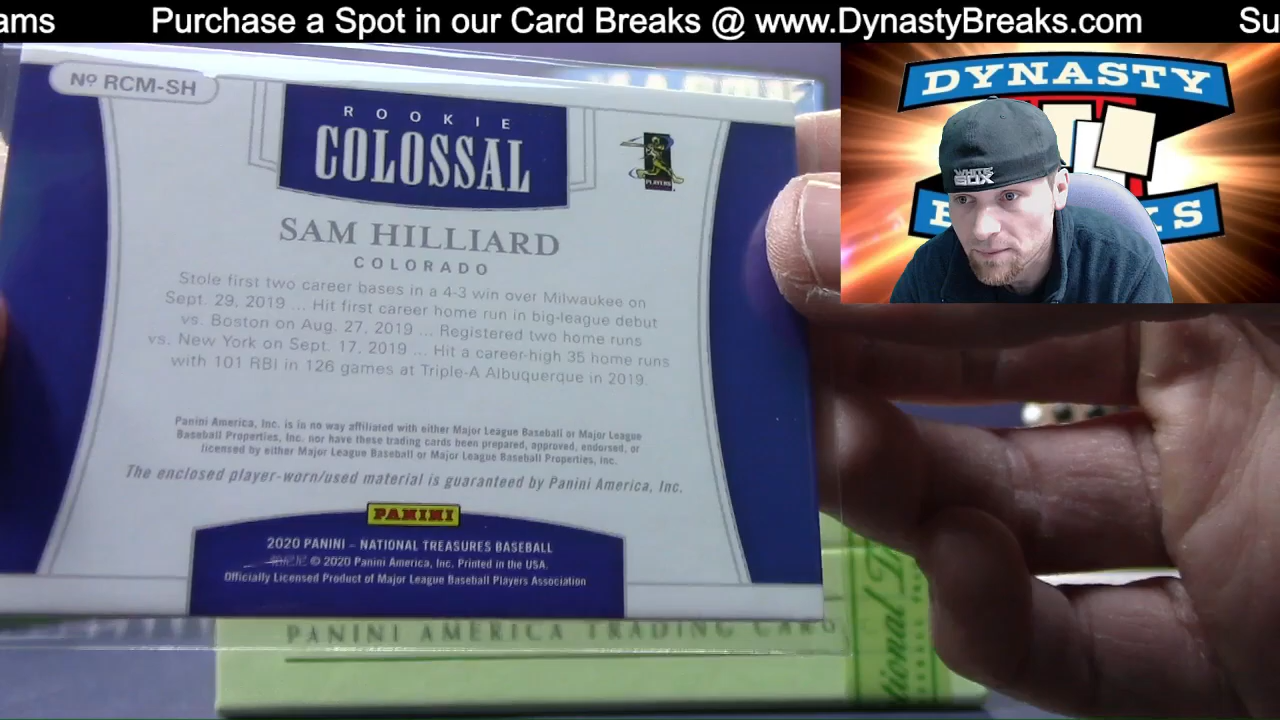 ams Purchase a Spot in our Card Breaks @ www.DynastyBreaks.com Su
Nº RCM-SH
ROOKIE
COLOSSAL
PLAYERS
SAM HILLIARD
COLORADO
Stole first two career bases in a 4-3 win over Milwaukee on
Sept. 29, 2019 ... Hit first career home run in big-league debut
vs. Boston on Aug. 27, 2019 ... Registered two home runs
vs. New York on Sept. 17, 2019 ... Hit a career-high 35 home runs
with 101 RBI in 126 games at Triple-A Albuquerque in 2019.
Panini America, Inc. is in no way affiliated with either Major League Baseball or Major League
Baseball Properties, Inc. nor have these trading cards been prepared, approved, endorsed, or
licensed by either Major League Baseball or Major League Baseball Properties, Inc.
The enclosed player-worn/used material is guaranteed by Panini America, Inc.
PANINI
2020 PANINI – NATIONAL TREASURES BASEBALL
© 2020 Panini America, Inc. Printed in the USA.
Officially Licensed Product of Major League Baseball Players Association
PANINI AMERICA TRADING CARD
DYNASTY
WHITE
SOX